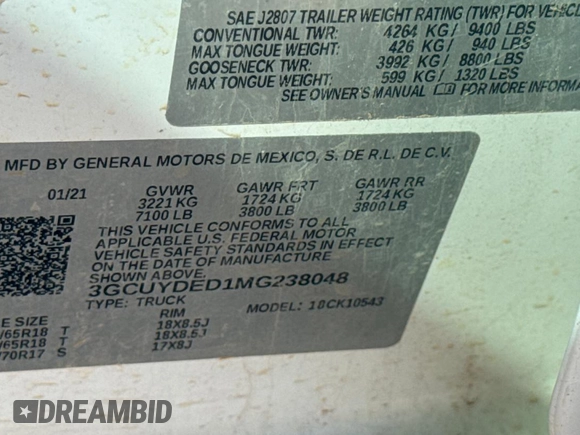 SAE J2807 TRAILER WEIGHT RATING (TWR) FOR VEHIC
CONVENTIONAL TWR: 4264 KG / 9400 LBS
MAX TONGUE WEIGHT: 426 KG / 940 LBS
GOOSENECK TWR: 3992 KG / 8800 LBS
MAX TONGUE WEIGHT: 599 KG / 1320 LBS
SEE OWNER'S MANUAL FOR MORE INFORMA
MFD BY GENERAL MOTORS DE MEXICO, S. DE R.L. DE C.V.
01/21 GVWR GAWR FRT GAWR RR
3221 KG 1724 KG 1724 KG
7100 LB 3800 LB 3800 LB
THIS VEHICLE CONFORMS TO ALL
APPLICABLE U.S. FEDERAL MOTOR
VEHICLE SAFETY STANDARDS IN EFFECT
ON THE DATE OF MANUFACTURE
SHOWN ABOVE.
3GCUYDED1MG238048
TYPE: TRUCK MODEL: 18CK10543
E SIZE RIM
/65R18 T 18X8.5J
/65R18 T 18X8.5J
/70R17 S 17X8J
DREAMBID